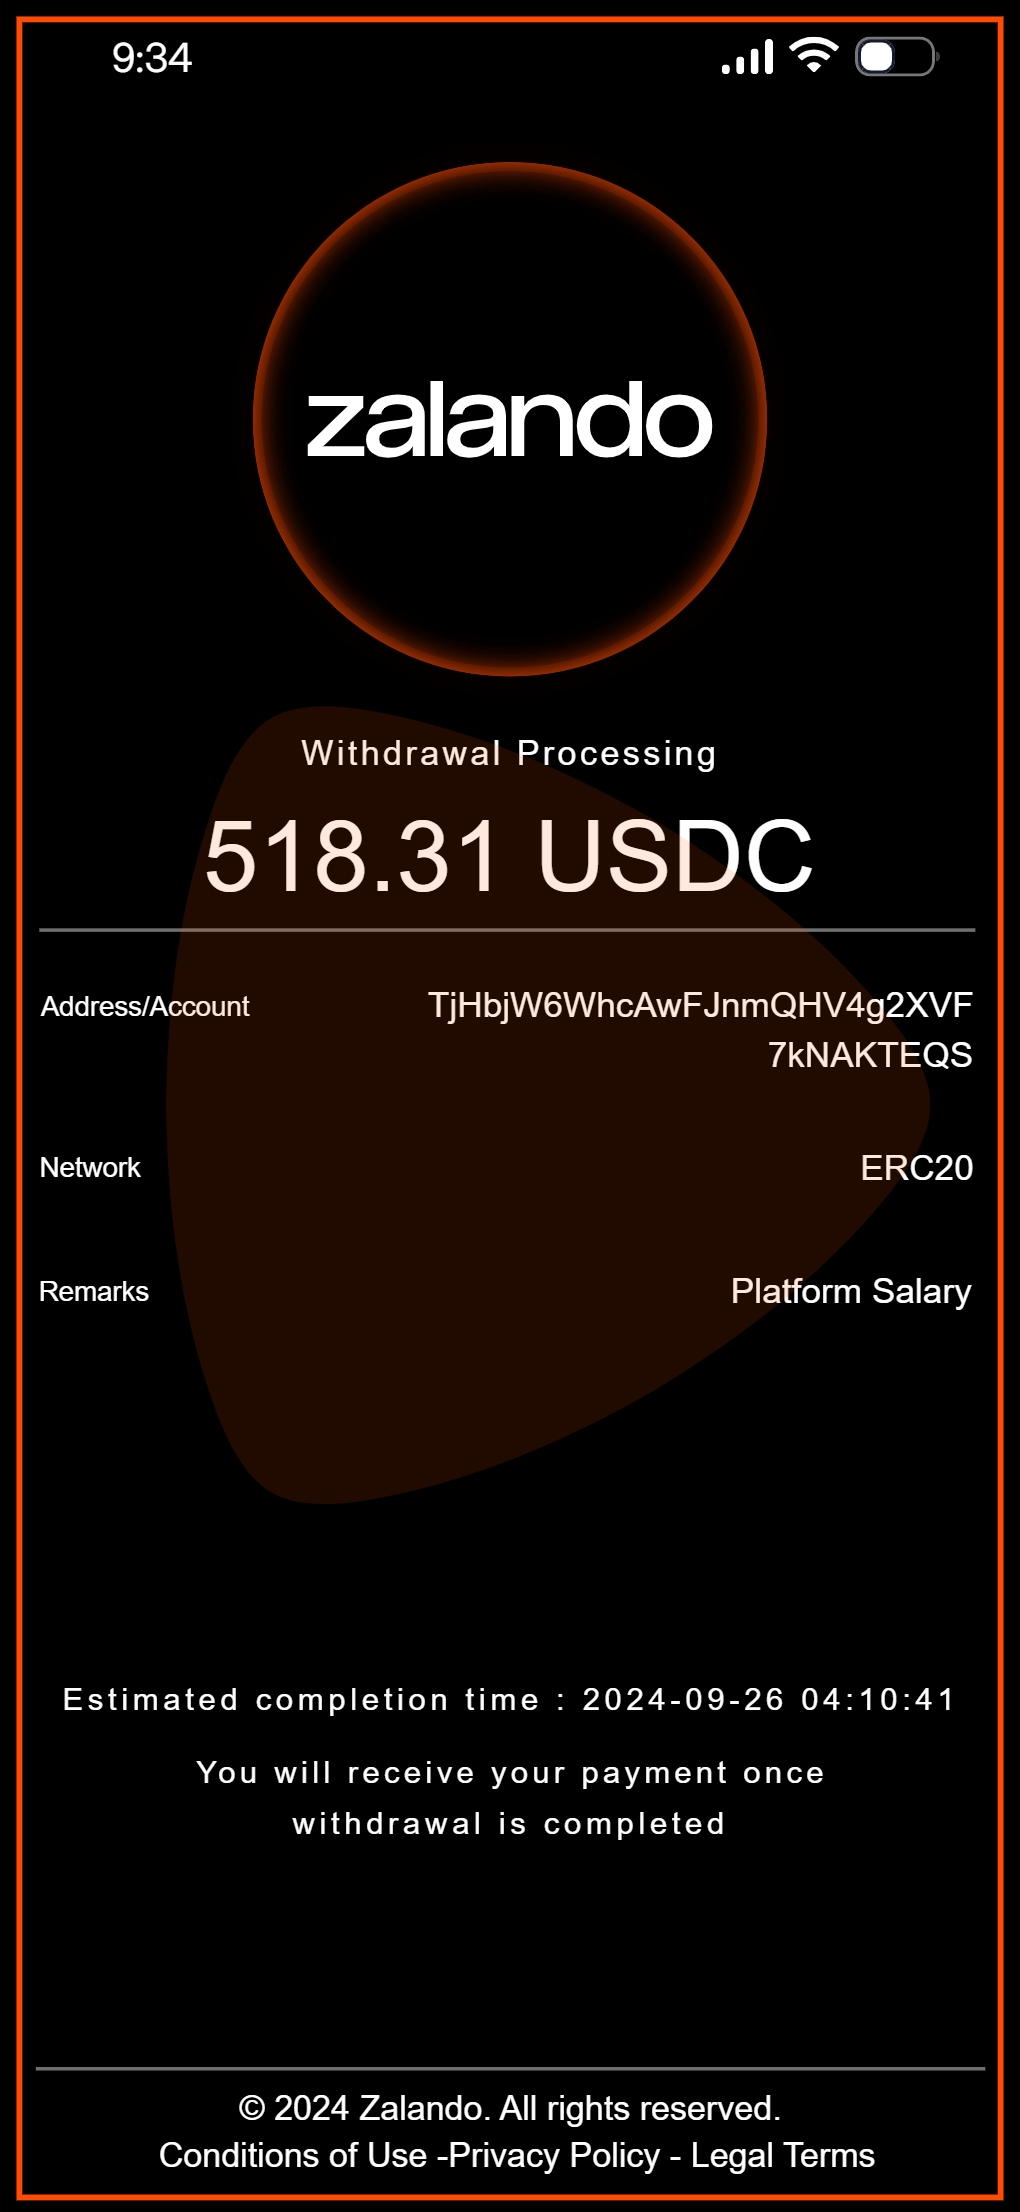 9:34
zalando
Withdrawal Processing
518.31 USDC
Address/Account TjHbjW6WhcAwFJnmQHV4g2XVF
7kNAKTEQS
Network ERC20
Remarks Platform Salary
Estimated completion time : 2024-09-26 04:10:41
You will receive your payment once
withdrawal is completed
© 2024 Zalando. All rights reserved.
Conditions of Use -Privacy Policy - Legal Terms